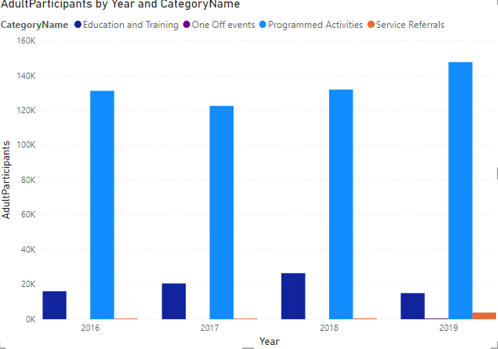 AdultParticipants by Year and CategoryName
CategoryName Education and Training One Off events Programmed Activities Service Referrals
160K
140K
120K
100K
80K
60K
40K
20K
0K
AdultParticipants
2016 2017 2018 2019
Year